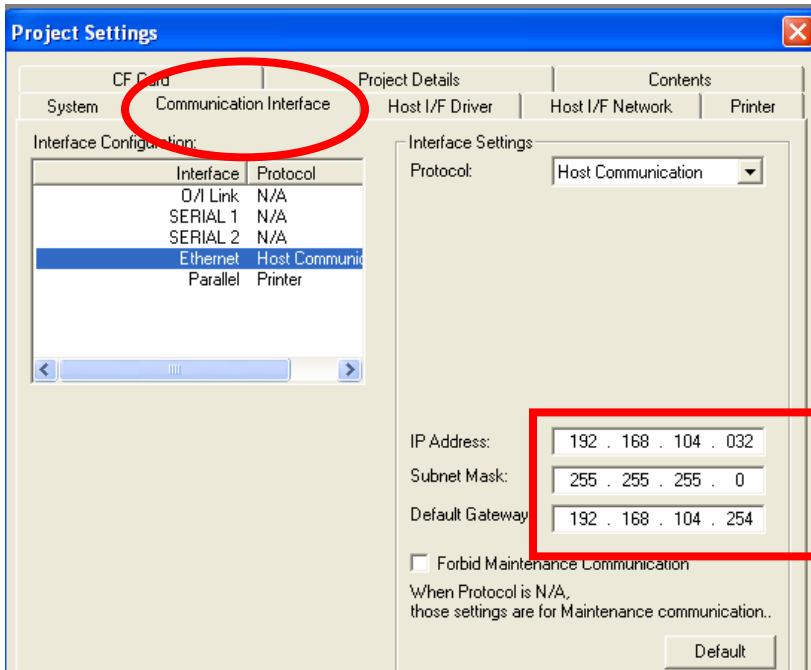 Project Settings
CF Card Project Details Contents
System Communication Interface Host I/F Driver Host I/F Network Printer
Interface Configuration:
Interface Protocol
O/I Link N/A
SERIAL 1 N/A
SERIAL 2 N/A
Ethernet Host Communic
Parallel Printer
Interface Settings
Protocol: Host Communication
IP Address: 192 . 168 . 104 . 032
Subnet Mask: 255 . 255 . 255 . 0
Default Gateway 192 . 168 . 104 . 254
Forbid Maintenance Communication
When Protocol is N/A,
those settings are for Maintenance communication..
Default